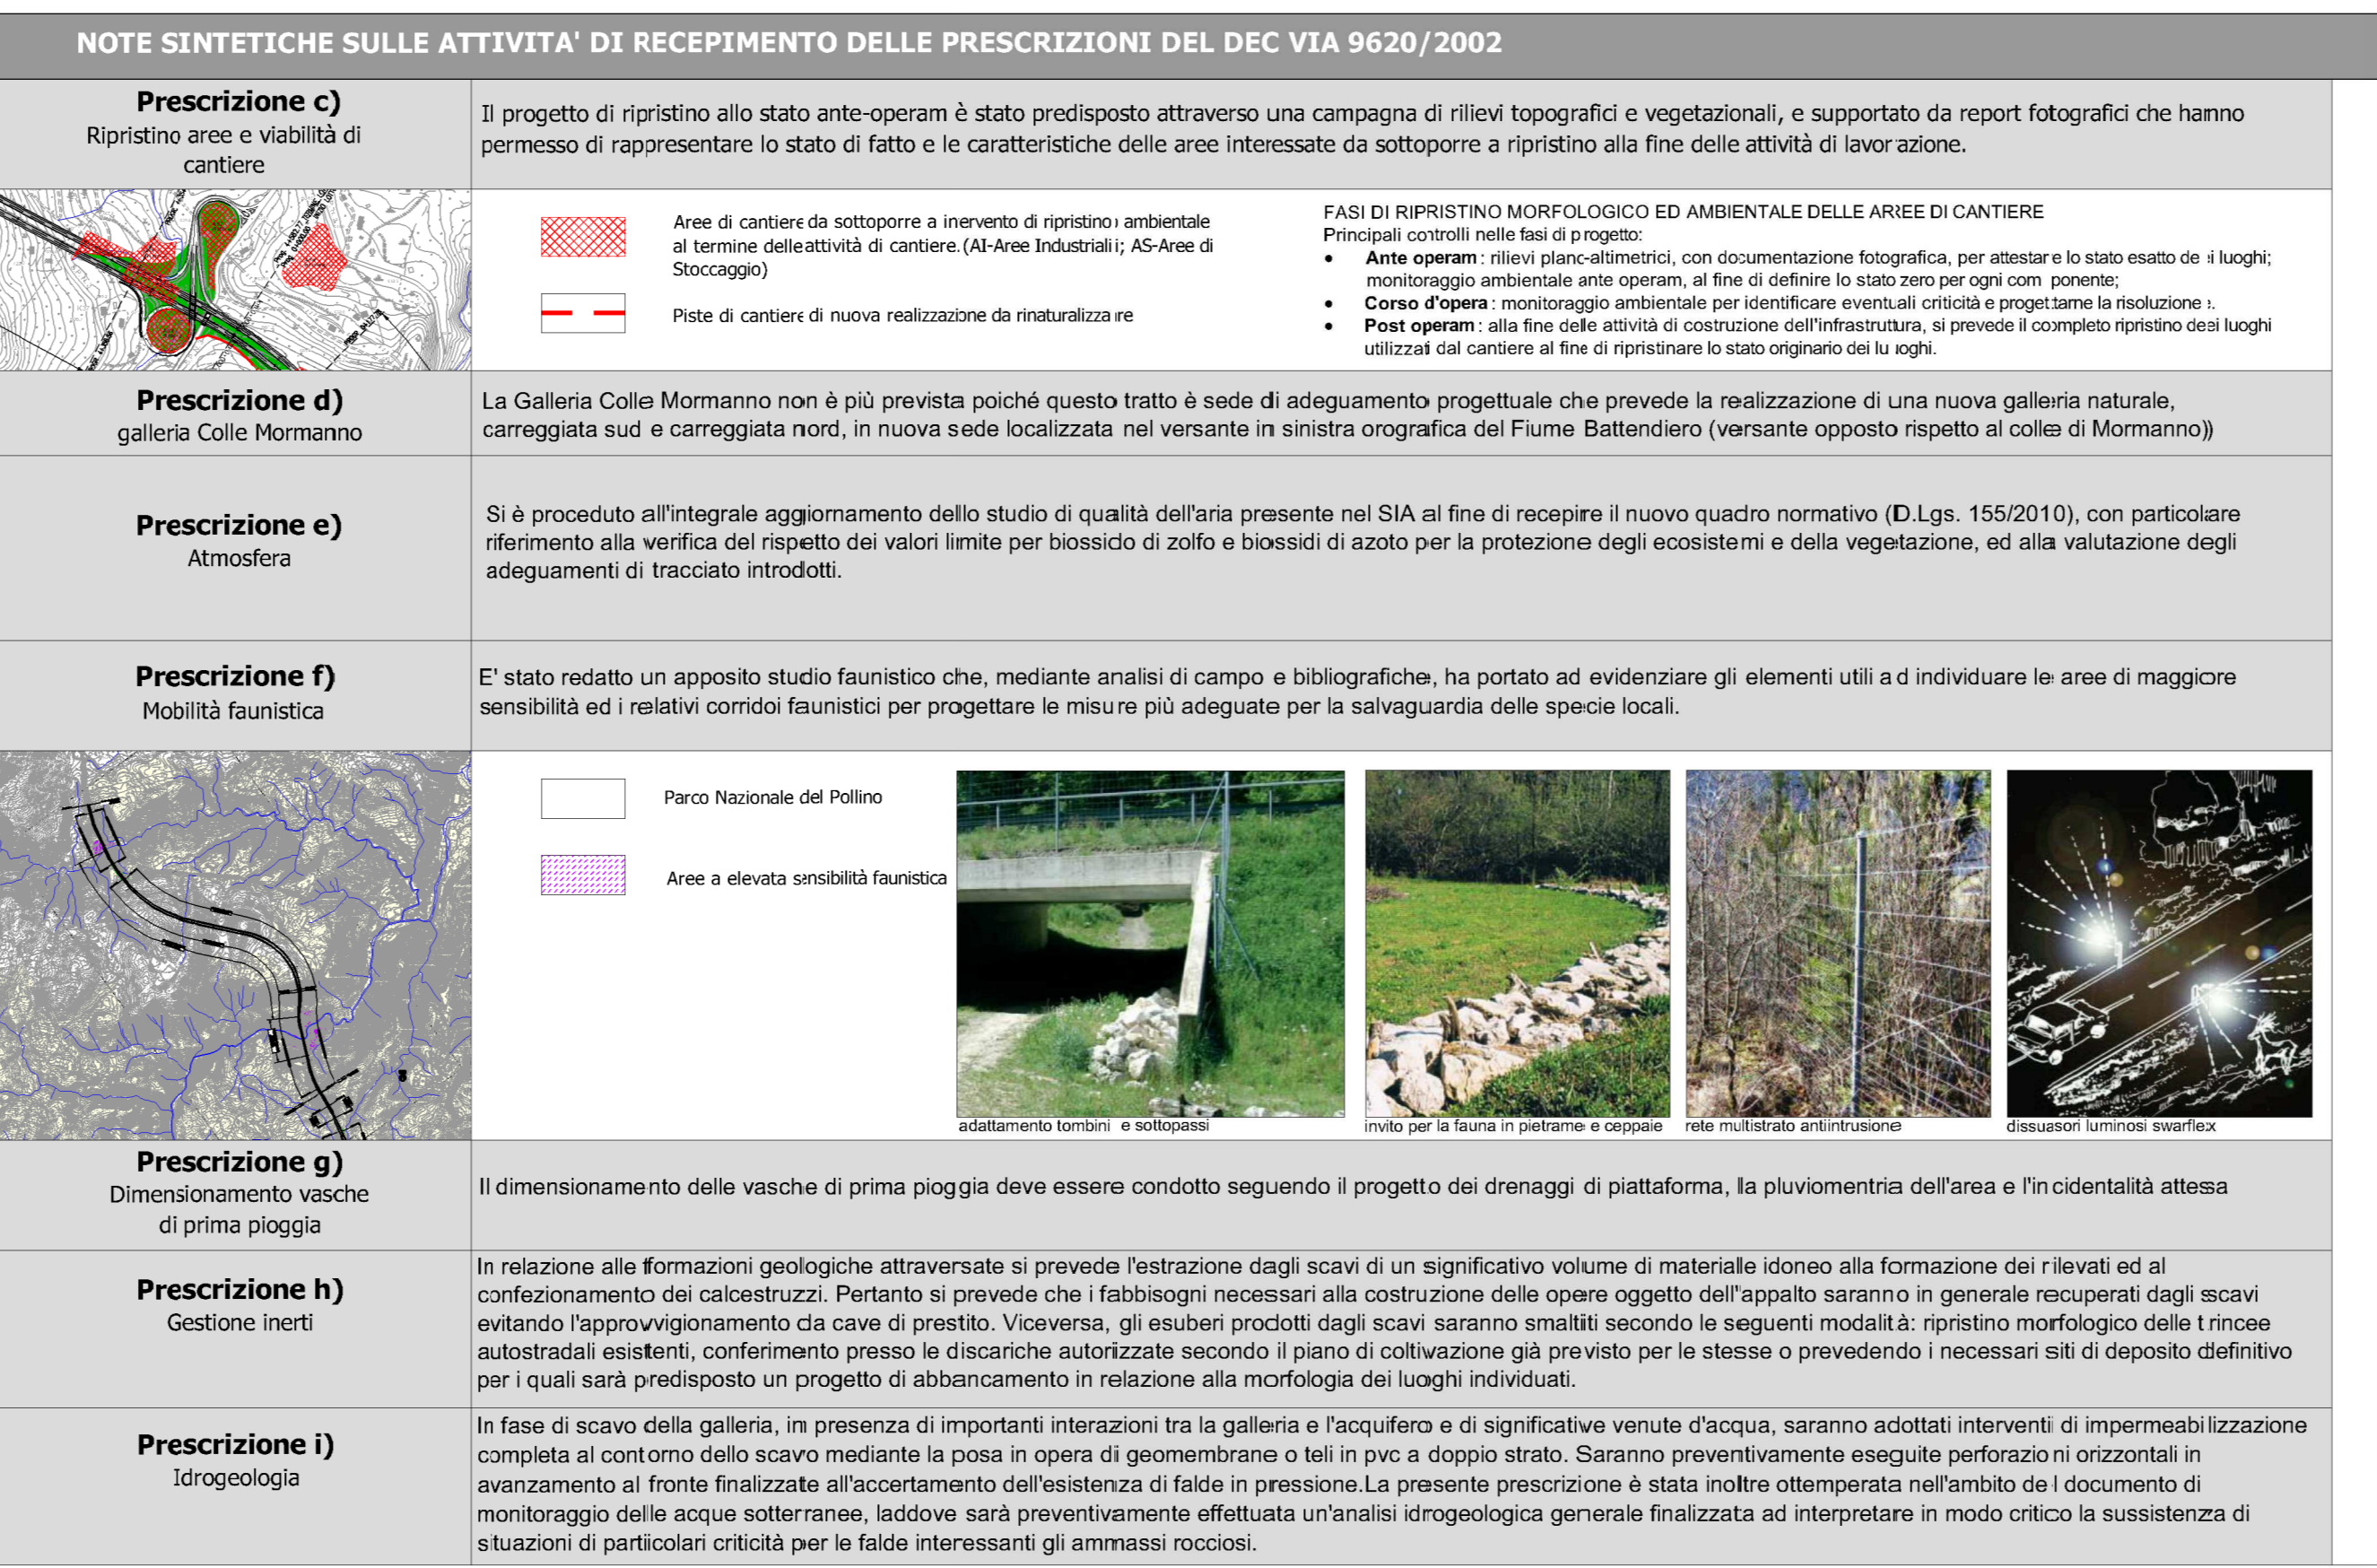 NOTE SINTETICHE SULLE ATTIVITA' DI RECEPIMENTO DELLE PRESCRIZIONI DEL DEC VIA 9620/2002
Prescrizione c)
Ripristino aree e viabilità di
cantiere
Il progetto di ripristino allo stato ante-operam è stato predisposto attraverso una campagna di rilievi topografici e vegetazionali, e supportato da report fotografici che hanno
permesso di rappresentare lo stato di fatto e le caratteristiche delle aree interessate da sottoporre a ripristino alla fine delle attività di lavorazione.
Aree di cantiere da sottoporre a inervento di ripristino ambientale
al termine delle attività di cantiere.(AI-Aree Industriali; AS-Aree di
Stoccaggio)
Piste di cantiere di nuova realizzazione da rinaturalizzare
FASI DI RIPRISTINO MORFOLOGICO ED AMBIENTALE DELLE AREE DI CANTIERE
Principali controlli nelle fasi di progetto:
• Ante operam: rilievi plano-altimetrici, con documentazione fotografica, per attestare lo stato esatto dei luoghi;
monitoraggio ambientale ante operam, al fine di definire lo stato zero per ogni componente;
• Corso d'opera: monitoraggio ambientale per identificare eventuali criticità e progettarne la risoluzione.
• Post operam: alla fine delle attività di costruzione dell'infrastruttura, si prevede il completo ripristino dei luoghi
utilizzati dal cantiere al fine di ripristinare lo stato originario dei luoghi.
Prescrizione d)
galleria Colle Mormanno
La Galleria Colle Mormanno non è più prevista poiché questo tratto è sede di adeguamento progettuale che prevede la realizzazione di una nuova galleria naturale,
carreggiata sud e carreggiata nord, in nuova sede localizzata nel versante in sinistra orografica del Fiume Battendiero (versante opposto rispetto al colle di Mormanno))
Prescrizione e)
Atmosfera
Si è proceduto all'integrale aggiornamento dello studio di qualità dell'aria presente nel SIA al fine di recepire il nuovo quadro normativo (D.Lgs. 155/2010), con particolare
riferimento alla verifica del rispetto dei valori limite per biossido di zolfo e biossidi di azoto per la protezione degli ecosistemi e della vegetazione, ed alla valutazione degli
adeguamenti di tracciato introdotti.
Prescrizione f)
Mobilità faunistica
E' stato redatto un apposito studio faunistico che, mediante analisi di campo e bibliografiche, ha portato ad evidenziare gli elementi utili ad individuare le aree di maggiore
sensibilità ed i relativi corridoi faunistici per progettare le misure più adeguate per la salvaguardia delle specie locali.
Parco Nazionale del Pollino
Aree a elevata sensibilità faunistica
adattamento tombini e sottopassi
invito per la fauna in pietrame e ceppaie
rete multistrato antiintrusione
dissuasori luminosi swarflex
Prescrizione g)
Dimensionamento vasche
di prima pioggia
Il dimensionamento delle vasche di prima pioggia deve essere condotto seguendo il progetto dei drenaggi di piattaforma, la pluviomentria dell'area e l'incidentalità attesa
Prescrizione h)
Gestione inerti
In relazione alle formazioni geologiche attraversate si prevede l'estrazione dagli scavi di un significativo volume di materiale idoneo alla formazione dei rilevati ed al
confezionamento dei calcestruzzi. Pertanto si prevede che i fabbisogni necessari alla costruzione delle opere oggetto dell'appalto saranno in generale recuperati dagli scavi
evitando l'approvvigionamento da cave di prestito. Viceversa, gli esuberi prodotti dagli scavi saranno smaltiti secondo le seguenti modalità: ripristino morfologico delle trincee
autostradali esistenti, conferimento presso le discariche autorizzate secondo il piano di coltivazione già previsto per le stesse o prevedendo i necessari siti di deposito definitivo
per i quali sarà predisposto un progetto di abbancamento in relazione alla morfologia dei luoghi individuati.
Prescrizione i)
Idrogeologia
In fase di scavo della galleria, in presenza di importanti interazioni tra la galleria e l'acquifero e di significative venute d'acqua, saranno adottati interventi di impermeabilizzazione
completa al contorno dello scavo mediante la posa in opera di geomembrane o teli in pvc a doppio strato. Saranno preventivamente eseguite perforazioni orizzontali in
avanzamento al fronte finalizzate all'accertamento dell'esistenza di falde in pressione.La presente prescrizione è stata inoltre ottemperata nell'ambito del documento di
monitoraggio delle acque sotterranee, laddove sarà preventivamente effettuata un'analisi idrogeologica generale finalizzata ad interpretare in modo critico la sussistenza di
situazioni di particolari criticità per le falde interessanti gli ammassi rocciosi.